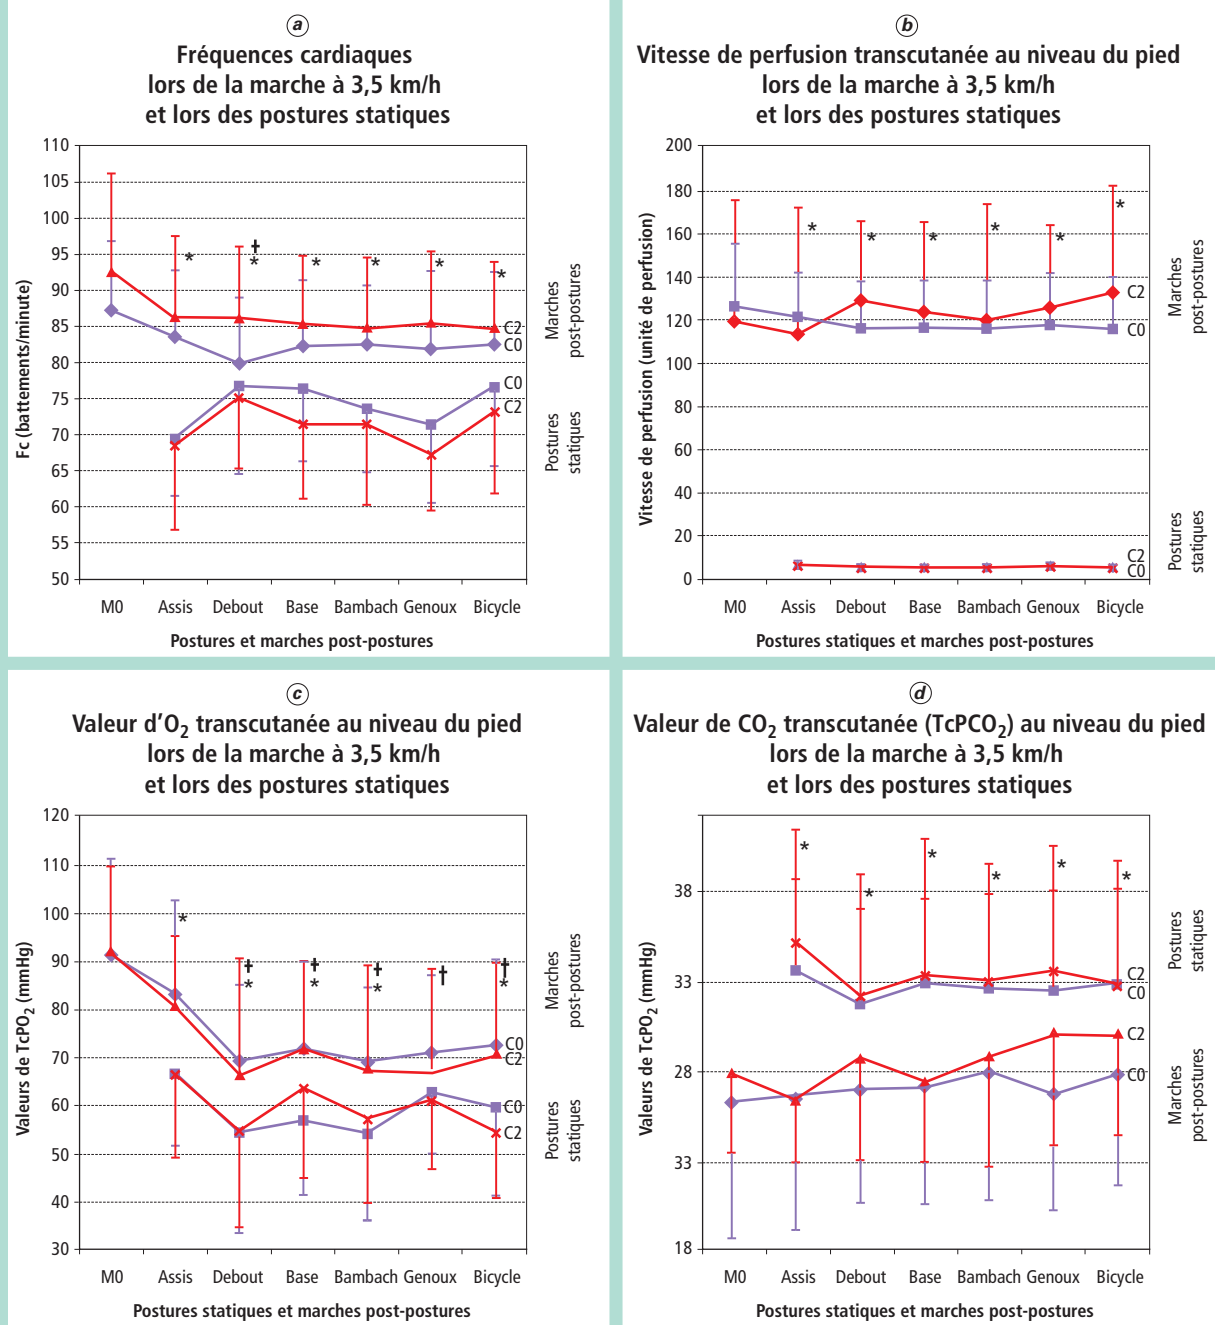 a
Fréquences cardiaques
lors de la marche à 3,5 km/h
et lors des postures statiques
110
105
100
95
90
85
80
75
70
65
60
55
50
Fc (battements/minute)
*
†
*
*
*
*
*
C2
C0
C0
C2
Marches
post-postures
Postures
statiques
M0 Assis Debout Base Bambach Genoux Bicycle
Postures et marches post-postures
b
Vitesse de perfusion transcutanée au niveau du pied
lors de la marche à 3,5 km/h
et lors des postures statiques
200
180
160
140
120
100
80
60
40
20
0
Vitesse de perfusion (unité de perfusion)
*
*
*
*
*
*
C2
C0
C2
C0
Marches
post-postures
Postures
statiques
M0 Assis Debout Base Bambach Genoux Bicycle
Postures statiques et marches post-postures
c
Valeur d'O2 transcutanée au niveau du pied
lors de la marche à 3,5 km/h
et lors des postures statiques
120
110
100
90
80
70
60
50
40
30
Valeurs de TcPO2 (mmHg)
*
†
*
†
*
†
*
†
†
*
C0
C2
C0
C2
Marches
post-postures
Postures
statiques
M0 Assis Debout Base Bambach Genoux Bicycle
Postures statiques et marches post-postures
d
Valeur de CO2 transcutanée (TcPCO2) au niveau du pied
lors de la marche à 3,5 km/h
et lors des postures statiques
38
33
28
33
18
Valeurs de TcPO2 (mmHg)
*
*
*
*
*
*
C2
C0
C2
C0
Postures
statiques
Marches
post-postures
M0 Assis Debout Base Bambach Genoux Bicycle
Postures statiques et marches post-postures